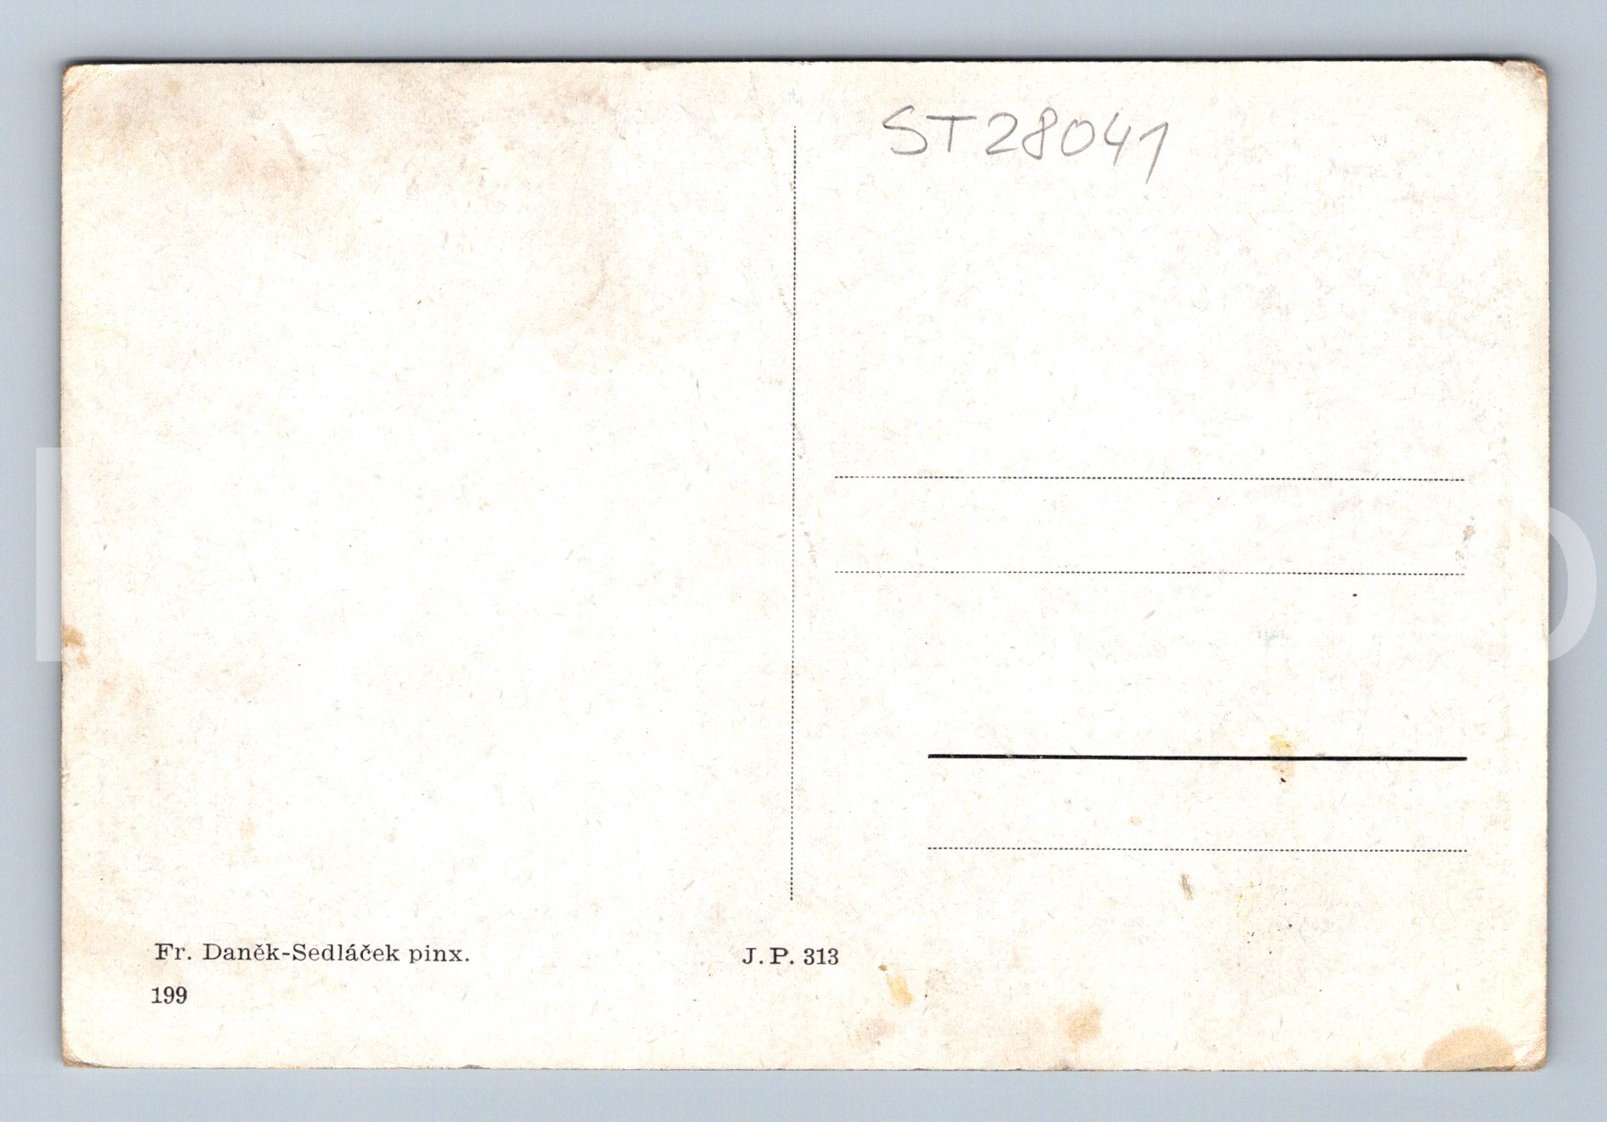 ST28041
Fr. Daněk-Sedláček pinx.
J. P. 313
199